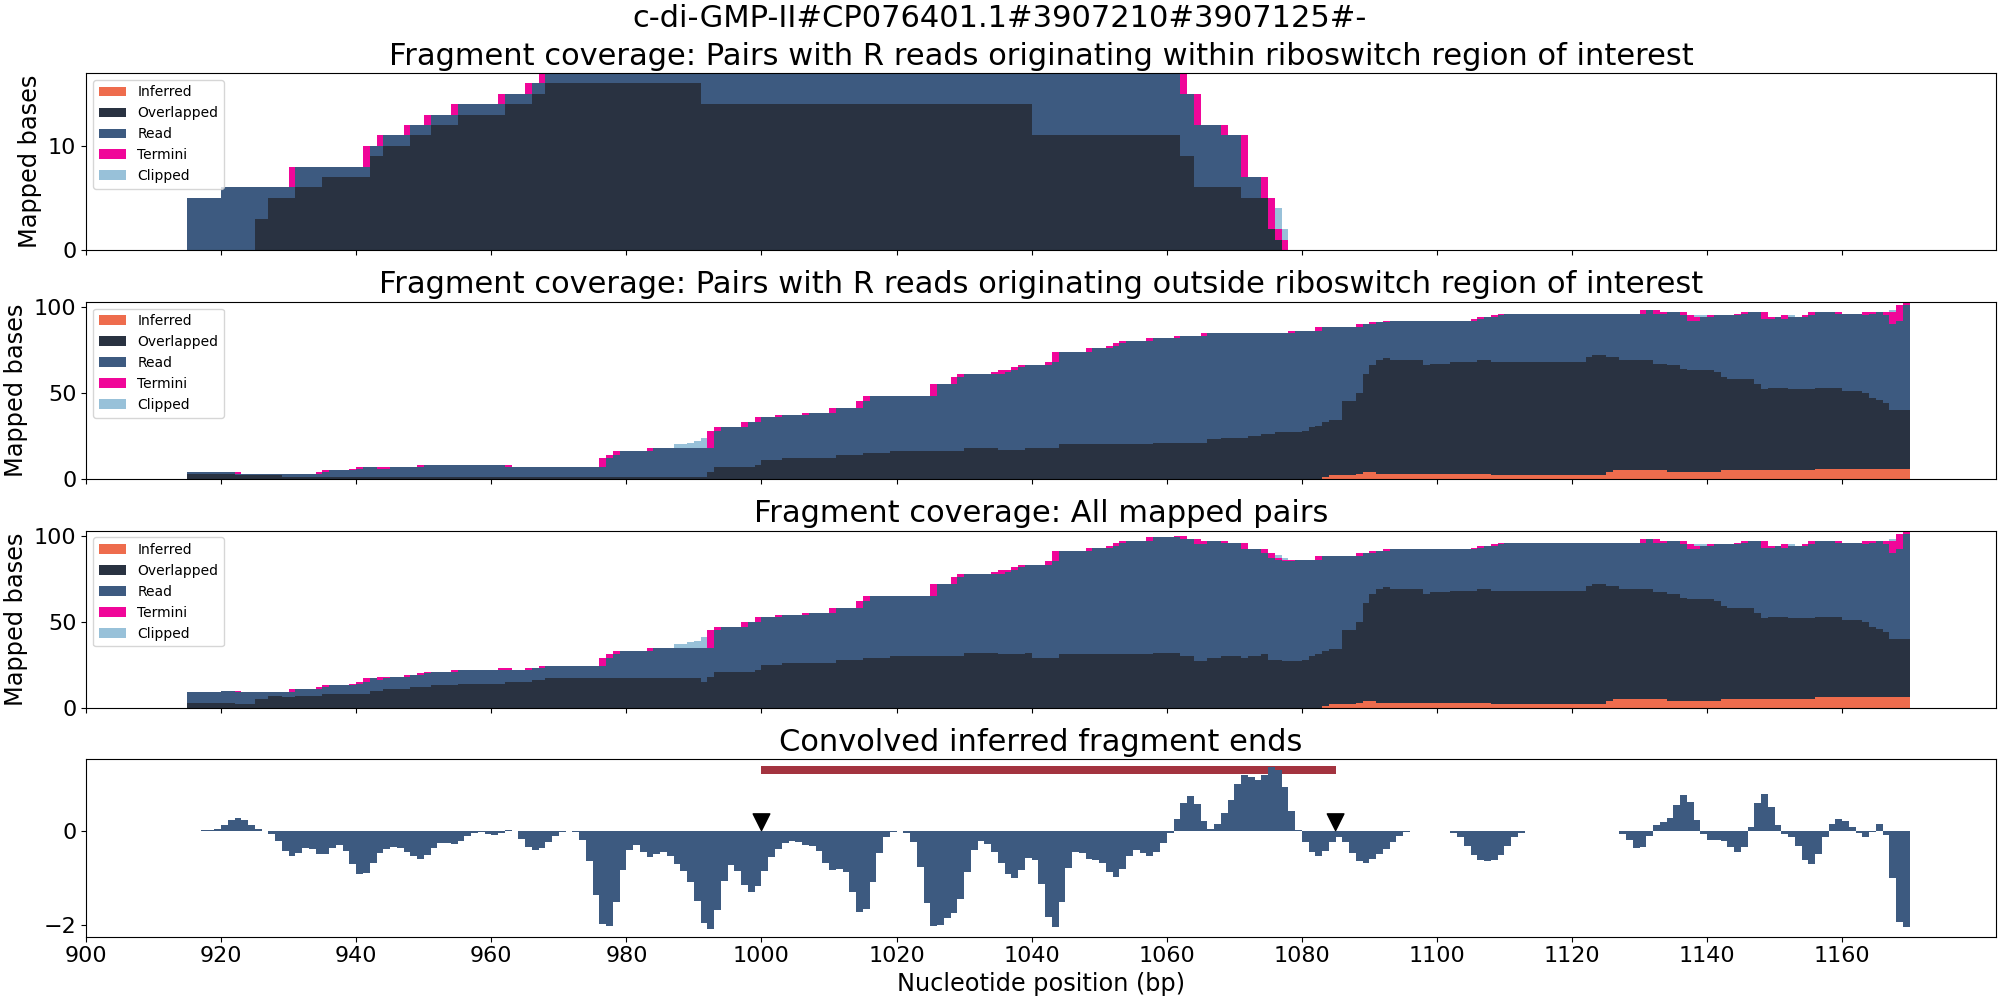 c-di-GMP-II#CP076401.1#3907210#3907125#-
Fragment coverage: Pairs with R reads originating within riboswitch region of interest
Mapped bases
10
0
Inferred
Overlapped
Read
Termini
Clipped
Fragment coverage: Pairs with R reads originating outside riboswitch region of interest
Mapped bases
100
50
0
Inferred
Overlapped
Read
Termini
Clipped
Fragment coverage: All mapped pairs
Mapped bases
100
50
0
Inferred
Overlapped
Read
Termini
Clipped
Convolved inferred fragment ends
0
−2
900 920 940 960 980 1000 1020 1040 1060 1080 1100 1120 1140 1160
Nucleotide position (bp)